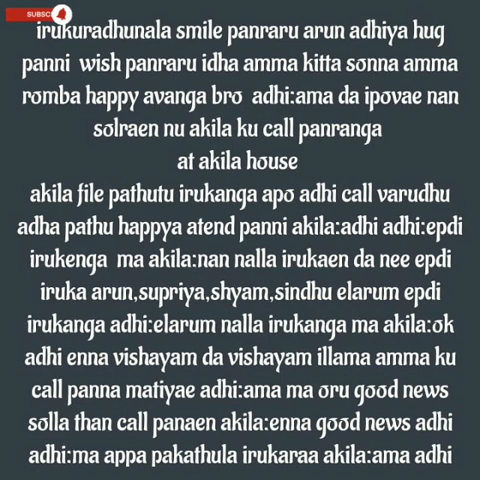 SUBSC
irukuradhunala smile panraru arun adhiya hug
panni wish panraru idha amma kitta sonna amma
romba happy avanga bro adhi:ama da ipovae nan
solraen nu akila ku call panranga
at akila house
akila file pathutu irukanga apo adhi call varudhu
adha pathu happya atend panni akila:adhi adhi:epdi
irukenga ma akila:nan nalla irukaen da nee epdi
iruka arun,supriya,shyam,sindhu elarum epdi
irukanga adhi:elarum nalla irukanga ma akila:ok
adhi enna vishayam da vishayam illama amma ku
call panna matiyae adhi:ama ma oru good news
solla than call panaen akila:enna good news adhi
adhi:ma appa pakathula irukaraa akila:ama adhi